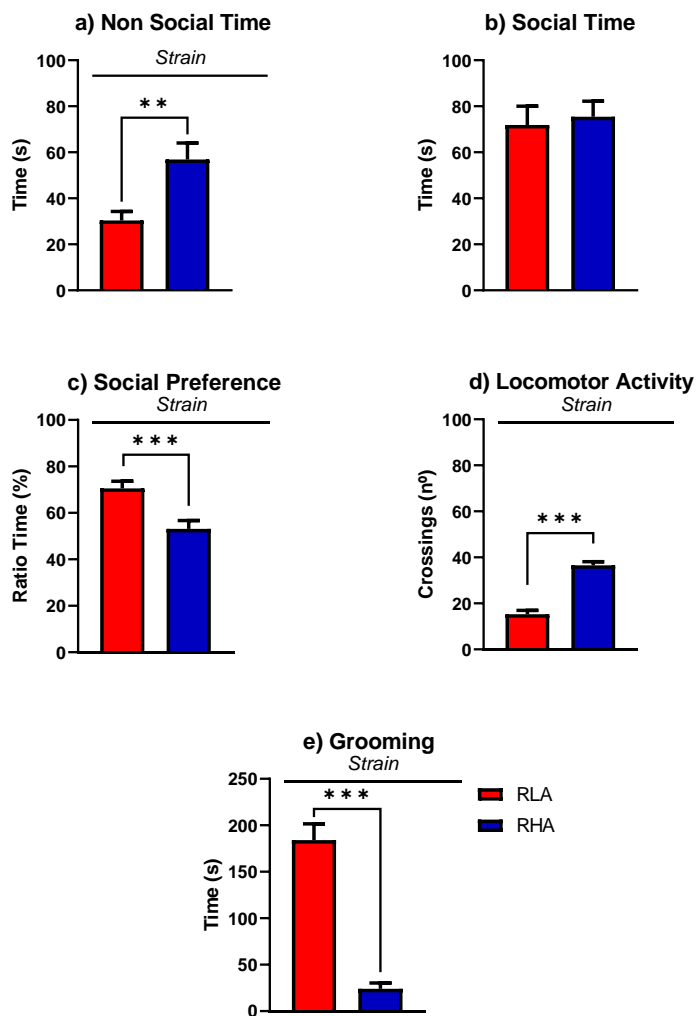 a) Non Social Time
Strain
100
80
60
40
20
0
Time (s)
**
b) Social Time
100
80
60
40
20
0
Time (s)
c) Social Preference
Strain
100
80
60
40
20
0
Ratio Time (%)
***
d) Locomotor Activity
Strain
100
80
60
40
20
0
Crossings (nº)
***
e) Grooming
Strain
250
200
150
100
50
0
Time (s)
***
RLA
RHA